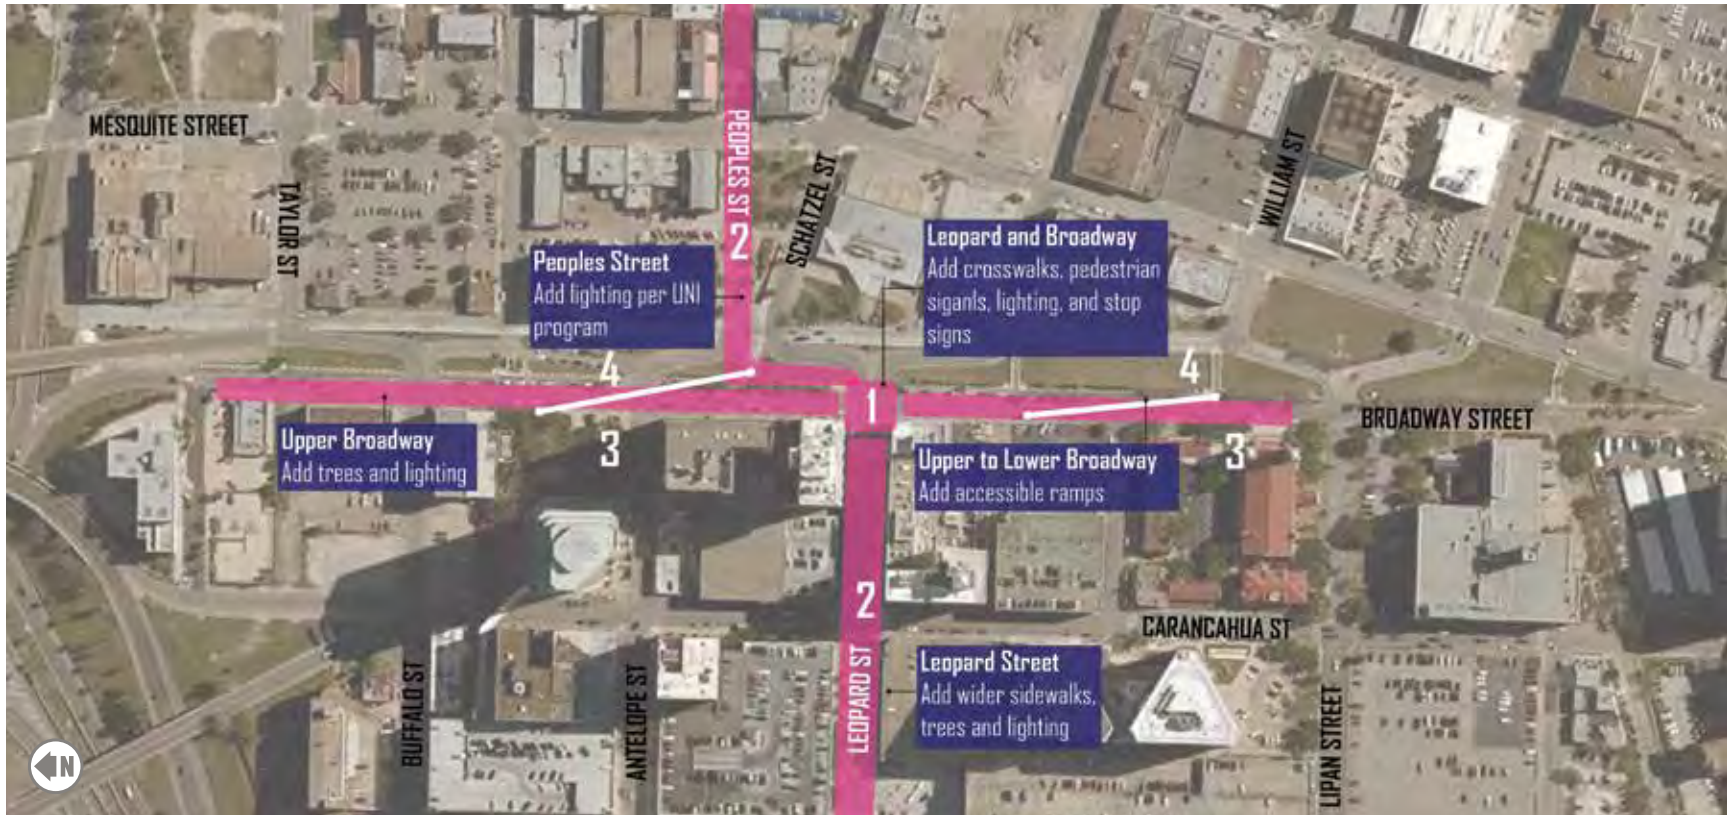 MESQUITE STREET
TAYLOR ST
PEOPLES ST
2
SCHATZEL ST
WILLIAM ST
Peoples Street
Add lighting per UNI
program
Leopard and Broadway
Add crosswalks, pedestrian
siganls, lighting, and stop
signs
4
4
1
BROADWAY STREET
Upper Broadway
Add trees and lighting
3
Upper to Lower Broadway
Add accessible ramps
3
2
CARANCAHUA ST
BUFFALO ST
ANTELOPE ST
LEOPARD ST
Leopard Street
Add wider sidewalks,
trees and lighting
LIPAN STREET
N